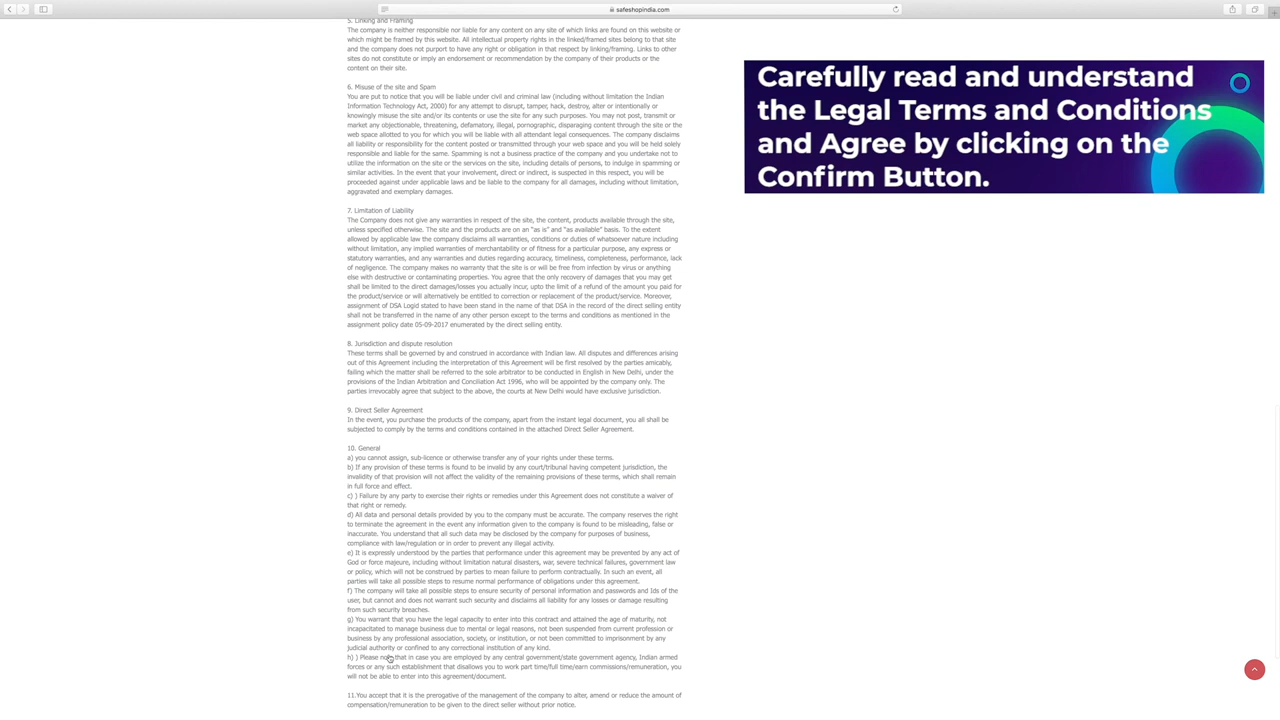 safeshopindia.com
5. Linking and Framing
The company is neither responsible nor liable for any content on any site of which links are found on this website or
which might be framed by this website. All intellectual property rights in the linked/framed sites belong to that site
and the company does not purport to have any right or obligation in that respect by linking/framing. Links to other
sites do not constitute or imply an endorsement or recommendation by the company of their products or the
content on their site.
6. Misuse of the site and Spam
You are put to notice that you will be liable under civil and criminal law (including without limitation the Indian
Information Technology Act, 2000) for any attempt to disrupt, tamper, hack, destroy, alter or intentionally or
knowingly misuse the site and/or its contents or use the site for any such purposes. You may not post, transmit or
market any objectionable, threatening, defamatory, illegal, pornographic, disparaging content through the site or the
web space allotted to you for which you will be liable with all attendant legal consequences. The company disclaims
all liability or responsibility for the content posted or transmitted through your web space and you will be held solely
responsible and liable for the same. Spamming is not a business practice of the company and you undertake not to
utilize the information on the site or the services on the site, including details of persons, to indulge in spamming or
similar activities. In the event that your involvement, direct or indirect, is suspected in this respect, you will be
proceeded against under applicable laws and be liable to the company for all damages, including without limitation,
aggravated and exemplary damages.
7. Limitation of Liability
The Company does not give any warranties in respect of the site, the content, products available through the site,
unless specified otherwise. The site and the products are on an "as is" and "as available" basis. To the extent
allowed by applicable law the company disclaims all warranties, conditions or duties of whatsoever nature including
without limitation, any implied warranties of merchantability or of fitness for a particular purpose, any express or
statutory warranties, and any warranties and duties regarding accuracy, timeliness, completeness, performance, lack
of negligence. The company makes no warranty that the site is or will be free from infection by virus or anything
else with destructive or contaminating properties. You agree that the only recovery of damages that you may get
shall be limited to the direct damages/losses you actually incur, upto the limit of a refund of the amount you paid for
the product/service or will alternatively be entitled to correction or replacement of the product/service. Moreover,
assignment of DSA Logid stated to have been stand in the name of that DSA in the record of the direct selling entity
shall not be transferred in the name of any other person except to the terms and conditions as mentioned in the
assignment policy date 05-09-2017 enumerated by the direct selling entity.
8. Jurisdiction and dispute resolution
These terms shall be governed by and construed in accordance with Indian law. All disputes and differences arising
out of this Agreement including the interpretation of this Agreement will be first resolved by the parties amicably,
failing which the matter shall be referred to the sole arbitrator to be conducted in English in New Delhi, under the
provisions of the Indian Arbitration and Conciliation Act 1996, who will be appointed by the company only. The
parties irrevocably agree that subject to the above, the courts at New Delhi would have exclusive jurisdiction.
9. Direct Seller Agreement
In the event, you purchase the products of the company, apart from the instant legal document, you all shall be
subjected to comply by the terms and conditions contained in the attached Direct Seller Agreement.
10. General
a) you cannot assign, sub-licence or otherwise transfer any of your rights under these terms.
b) If any provision of these terms is found to be invalid by any court/tribunal having competent jurisdiction, the
invalidity of that provision will not affect the validity of the remaining provisions of these terms, which shall remain
in full force and effect.
c) ) Failure by any party to exercise their rights or remedies under this Agreement does not constitute a waiver of
that right or remedy.
d) All data and personal details provided by you to the company must be accurate. The company reserves the right
to terminate the agreement in the event any information given to the company is found to be misleading, false or
inaccurate. You understand that all such data may be disclosed by the company for purposes of business,
compliance with law/regulation or in order to prevent any illegal activity.
e) It is expressly understood by the parties that performance under this agreement may be prevented by any act of
God or force majeure, including without limitation natural disasters, war, severe technical failures, government law
or policy, which will not be construed by parties to mean failure to perform contractually. In such an event, all
parties will take all possible steps to resume normal performance of obligations under this agreement.
f) The company will take all possible steps to ensure security of personal information and passwords and Ids of the
user, but cannot and does not warrant such security and disclaims all liability for any losses or damage resulting
from such security breaches.
g) You warrant that you have the legal capacity to enter into this contract and attained the age of maturity, not
incapacitated to manage business due to mental or legal reasons, not been suspended from current profession or
business by any professional association, society, or institution, or not been committed to imprisonment by any
judicial authority or confined to any correctional institution of any kind.
h) ) Please note that in case you are employed by any central government/state government agency, Indian armed
forces or any such establishment that disallows you to work part time/full time/earn commissions/remuneration, you
will not be able to enter into this agreement/document.
11.You accept that it is the prerogative of the management of the company to alter, amend or reduce the amount of
compensation/remuneration to be given to the direct seller without prior notice.
Carefully read and understand
the Legal Terms and Conditions
and Agree by clicking on the
Confirm Button.